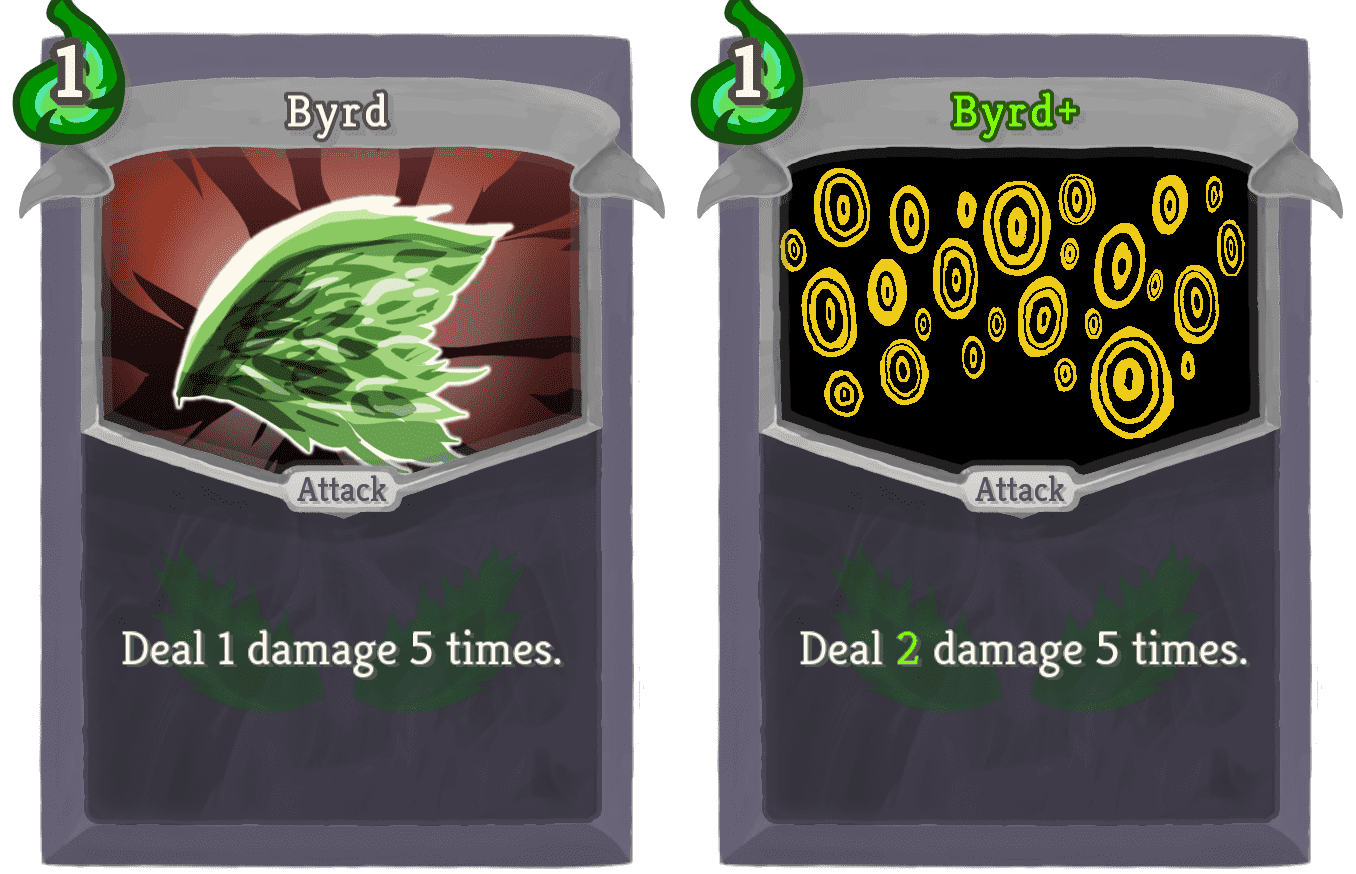 1
Byrd
Attack
Deal 1 damage 5 times.
1
Byrd+
Attack
Deal 2 damage 5 times.